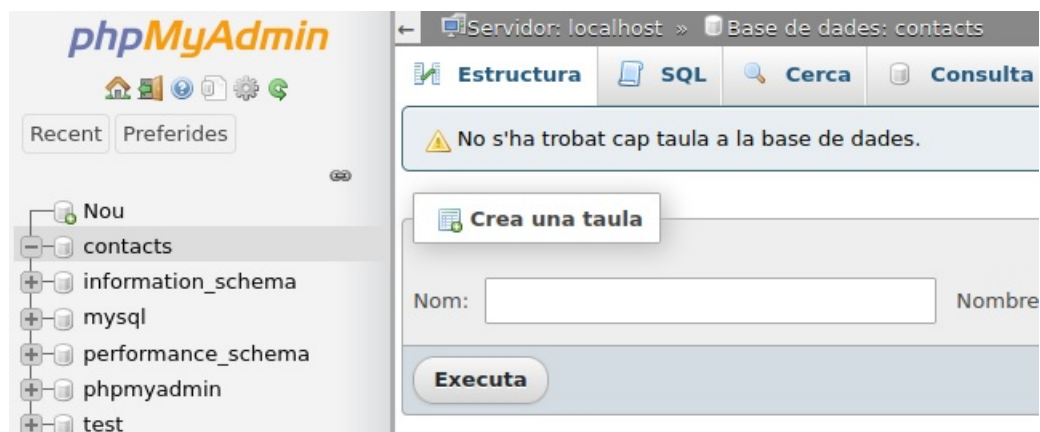 phpMyAdmin
Recent Preferides
Nou
contacts
information_schema
mysql
performance_schema
phpmyadmin
test
← Servidor: localhost » Base de dades: contacts
Estructura SQL Cerca Consulta
No s'ha trobat cap taula a la base de dades.
Crea una taula
Nom: Nombre
Executa